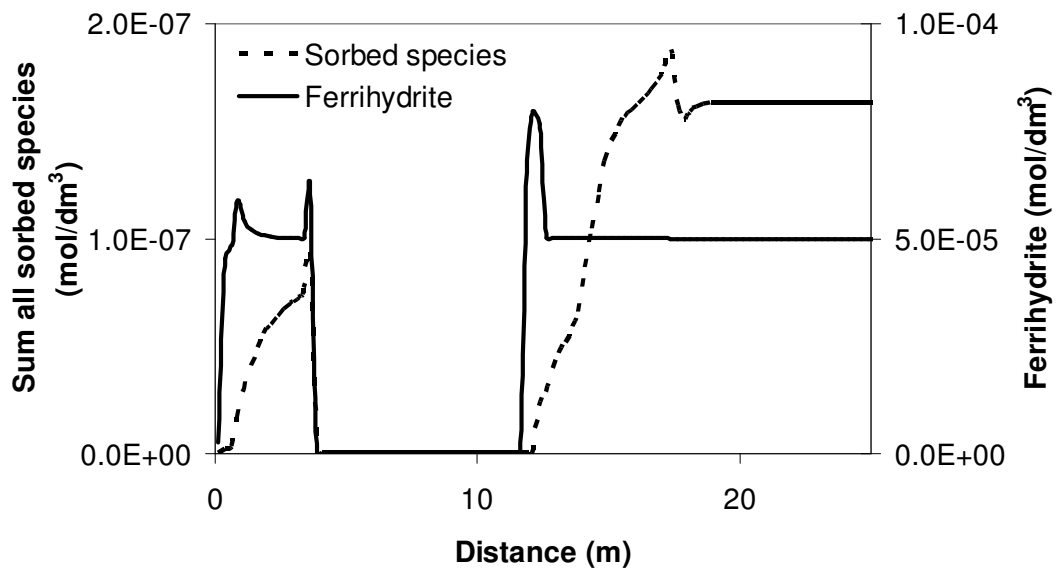 Sum all sorbed species
(mol/dm³)
2.0E-07
1.0E-07
0.0E+00
Sorbed species
Ferrihydrite
1.0E-04
5.0E-05
0.0E+00
Ferrihydrite (mol/dm³)
0
10
20
Distance (m)